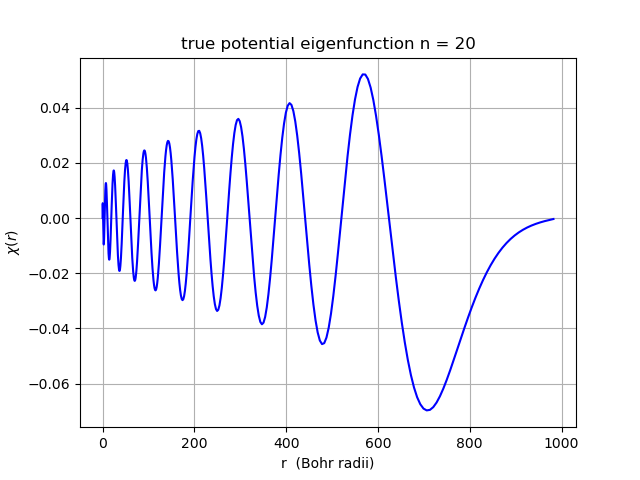 true potential eigenfunction n = 20
0.04
0.02
0.00
−0.02
−0.04
−0.06
χ(r)
0 200 400 600 800 1000
r (Bohr radii)